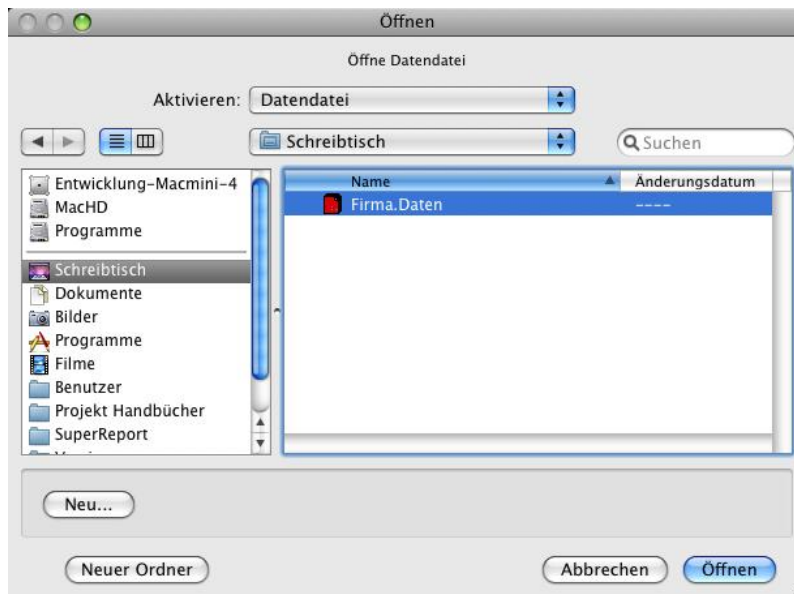 Öffnen
Öffne Datendatei
Aktivieren: Datendatei
Schreibtisch
Suchen
Entwicklung-Macmini-4
MacHD
Programme
Schreibtisch
Dokumente
Bilder
Programme
Filme
Benutzer
Projekt Handbücher
SuperReport
Name Änderungsdatum
Firma.Daten ----
Neu...
Neuer Ordner Abbrechen Öffnen